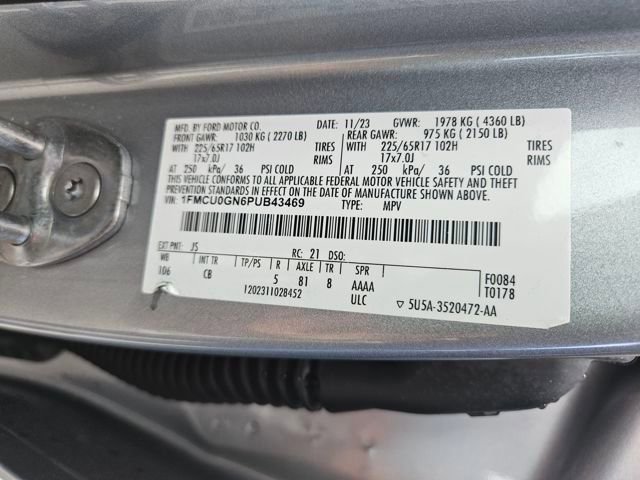 MFD. BY FORD MOTOR CO. DATE: 11/23 GVWR: 1978 KG ( 4360 LB)
FRONT GAWR: 1030 KG ( 2270 LB) REAR GAWR: 975 KG ( 2150 LB)
WITH 225/65R17 102H TIRES WITH 225/65R17 102H TIRES
17x7.0J RIMS 17x7.0J RIMS
AT 250 kPa/ 36 PSI COLD AT 250 kPa/ 36 PSI COLD
THIS VEHICLE CONFORMS TO ALL APPLICABLE FEDERAL MOTOR VEHICLE SAFETY AND THEFT
PREVENTION STANDARDS IN EFFECT ON THE DATE OF MANUFACTURE SHOWN ABOVE.
VIN: 1FMCU0GN6PUB43469 TYPE: MPV
EXT PNT: JS RC: 21 DSO:
WB INT TR TP/PS R AXLE TR SPR
106 CB 5 81 8 AAAA F0084
ULC T0178
1202311028452 ▽ 5U5A-3520472-AA